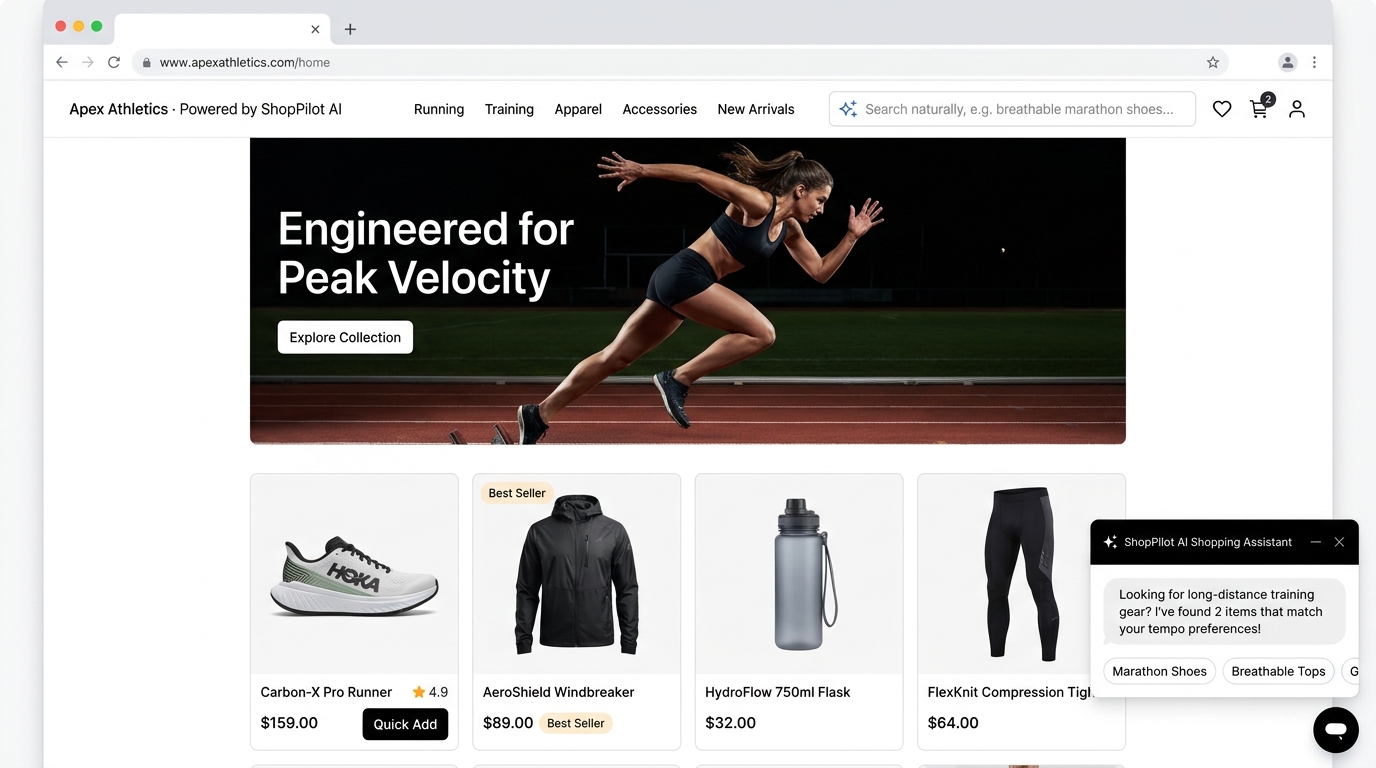 www.apexathletics.com/home
Apex Athletics · Powered by ShopPilot AI
Running
Training
Apparel
Accessories
New Arrivals
Search naturally, e.g. breathable marathon shoes...
2
Engineered for
Peak Velocity
Explore Collection
HOKA
Carbon-X Pro Runner
4.9
$159.00
Quick Add
Best Seller
AeroShield Windbreaker
$89.00
Best Seller
HydroFlow 750ml Flask
$32.00
FlexKnit Compression Tigh
$64.00
ShopPilot AI Shopping Assistant
Looking for long-distance training
gear? I've found 2 items that match
your tempo preferences!
Marathon Shoes
Breathable Tops
G